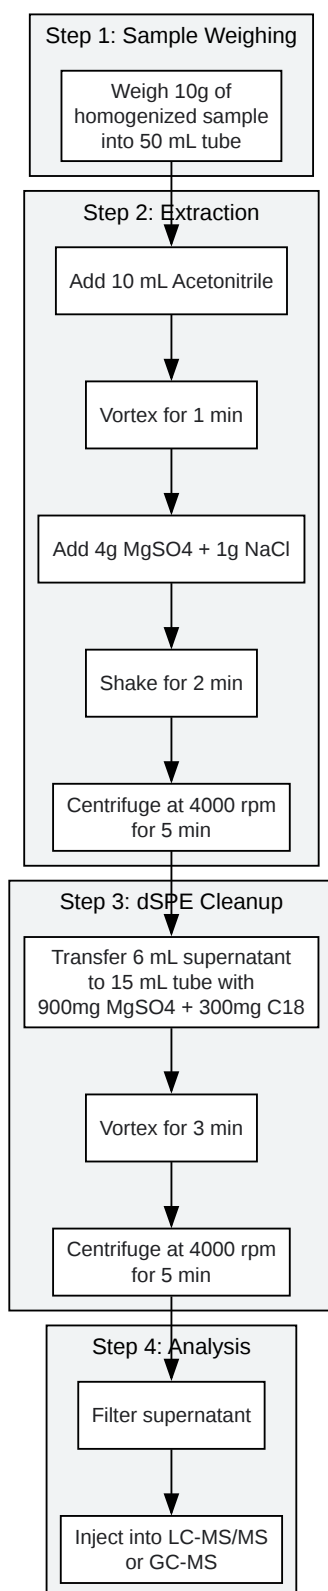 Step 1: Sample Weighing
Weigh 10g of
homogenized sample
into 50 mL tube
Step 2: Extraction
Add 10 mL Acetonitrile
Vortex for 1 min
Add 4g MgSO4 + 1g NaCl
Shake for 2 min
Centrifuge at 4000 rpm
for 5 min
Step 3: dSPE Cleanup
Transfer 6 mL supernatant
to 15 mL tube with
900mg MgSO4 + 300mg C18
Vortex for 3 min
Centrifuge at 4000 rpm
for 5 min
Step 4: Analysis
Filter supernatant
Inject into LC-MS/MS
or GC-MS